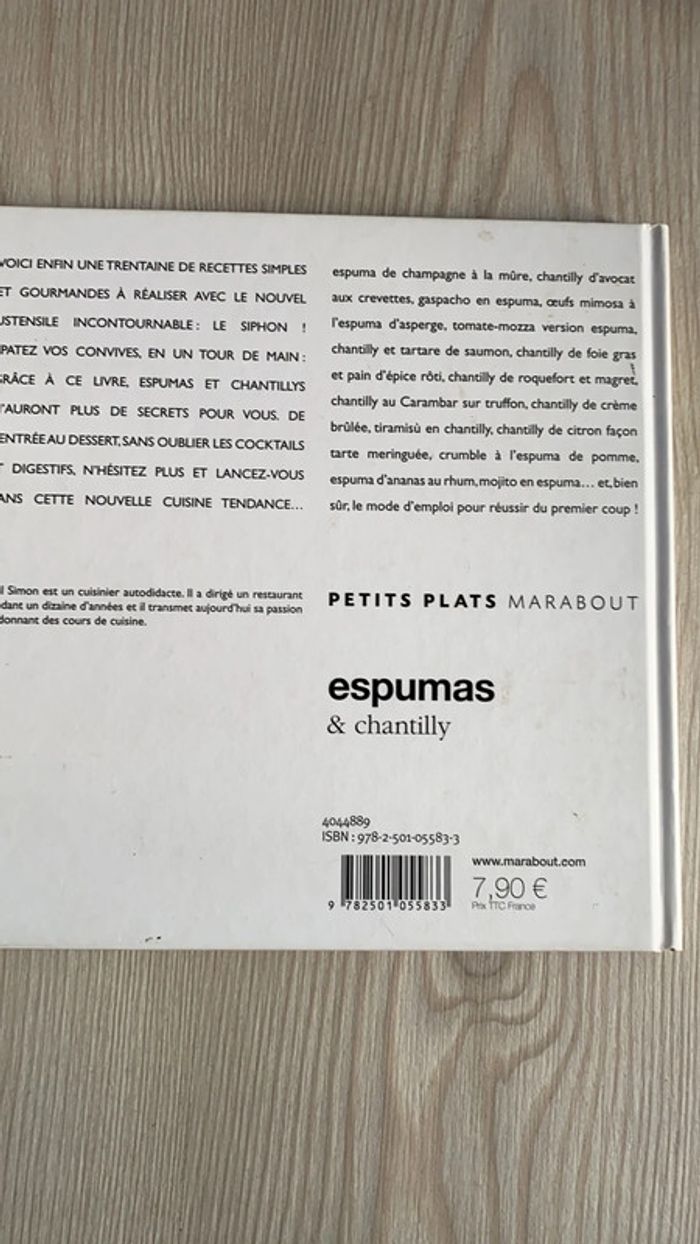 VOICI ENFIN UNE TRENTAINE DE RECETTES SIMPLES
ET GOURMANDES À RÉALISER AVEC LE NOUVEL
USTENSILE INCONTOURNABLE : LE SIPHON !
PATEZ VOS CONVIVES, EN UN TOUR DE MAIN :
GRÂCE À CE LIVRE, ESPUMAS ET CHANTILLYS
'AURONT PLUS DE SECRETS POUR VOUS. DE
ENTRÉE AU DESSERT, SANS OUBLIER LES COCKTAILS
T DIGESTIFS, N'HÉSITEZ PLUS ET LANCEZ-VOUS
ANS CETTE NOUVELLE CUISINE TENDANCE...
il Simon est un cuisinier autodidacte. Il a dirigé un restaurant
dant un dizaine d'années et il transmet aujourd'hui sa passion
donnant des cours de cuisine.
espuma de champagne à la mûre, chantilly d'avocat
aux crevettes, gaspacho en espuma, œufs mimosa à
l'espuma d'asperge, tomate-mozza version espuma,
chantilly et tartare de saumon, chantilly de foie gras
et pain d'épice rôti, chantilly de roquefort et magret,
chantilly au Carambar sur truffon, chantilly de crème
brûlée, tiramisù en chantilly, chantilly de citron façon
tarte meringuée, crumble à l'espuma de pomme,
espuma d'ananas au rhum, mojito en espuma... et, bien
sûr, le mode d'emploi pour réussir du premier coup !
PETITS PLATS MARABOUT
espumas
& chantilly
4044889
ISBN : 978-2-501-05583-3
9 782501 055833
www.marabout.com
7,90 €
Prix TTC France